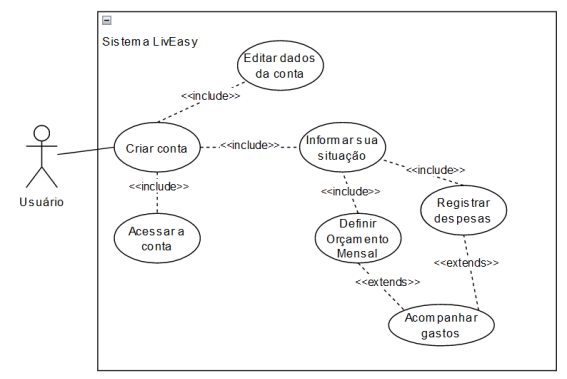 Sistema LivEasy
Editar dados
da conta
<<include>>
Criar conta
<<include>>
Informar sua
situação
<<include>>
<<include>>
<<include>>
Usuário
Acessar a
conta
Definir
Orçamento
Mensal
Registrar
despesas
<<extends>>
<<extends>>
Acompanhar
gastos